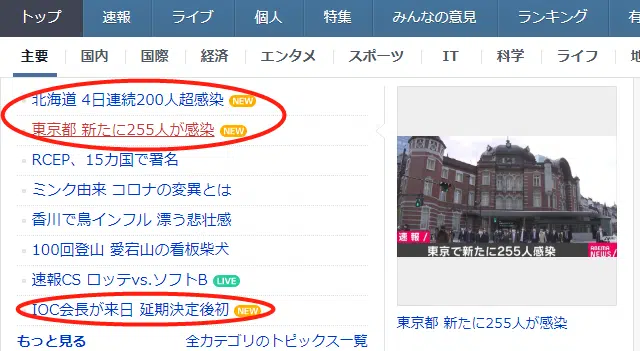 トップ 速報 ライブ 個人 特集 みんなの意見 ランキング
主要 国内 国際 経済 エンタメ スポーツ IT 科学 ライフ
北海道 4日連続200人超感染 NEW
東京都 新たに255人が感染 NEW
RCEP、15カ国で署名
ミンク由来 コロナの変異とは
香川で鳥インフル 漂う悲壮感
100回登山 愛宕山の看板柴犬
速報CS ロッテvs.ソフトB LIVE
IOC会長が来日 延期決定後初 NEW
もっと見る 全カテゴリのトピックス一覧
速報/
東京で新たに255人感染
ABEMA NEWS/
東京都 新たに255人が感染